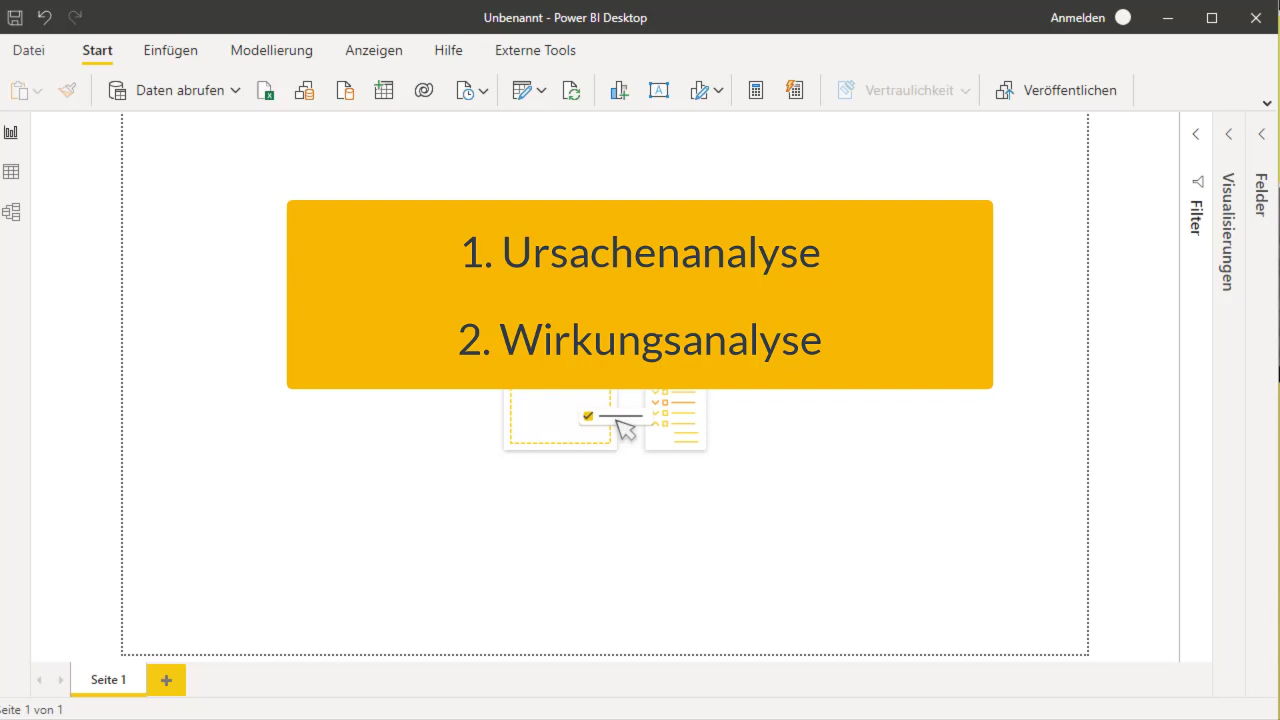 Unbenannt - Power BI Desktop
Anmelden
Datei
Start
Einfügen
Modellierung
Anzeigen
Hilfe
Externe Tools
Daten abrufen
Vertraulichkeit
Veröffentlichen
1. Ursachenanalyse
2. Wirkungsanalyse
Filter
Visualisierungen
Felder
Seite 1
Seite 1 von 1